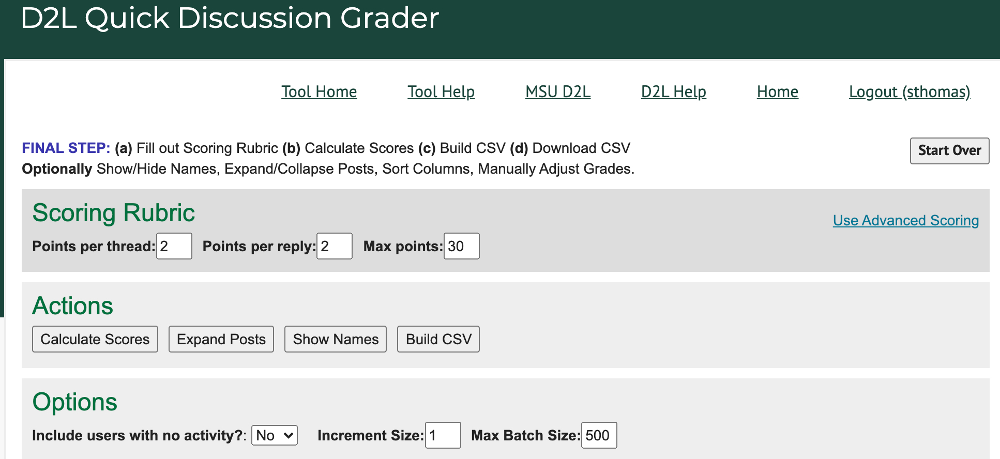 D2L Quick Discussion Grader
Tool Home Tool Help MSU D2L D2L Help Home Logout (sthomas)
FINAL STEP: (a) Fill out Scoring Rubric (b) Calculate Scores (c) Build CSV (d) Download CSV
Optionally Show/Hide Names, Expand/Collapse Posts, Sort Columns, Manually Adjust Grades.
Start Over
Scoring Rubric
Use Advanced Scoring
Points per thread: 2 Points per reply: 2 Max points: 30
Actions
Calculate Scores Expand Posts Show Names Build CSV
Options
Include users with no activity?: No Increment Size: 1 Max Batch Size: 500